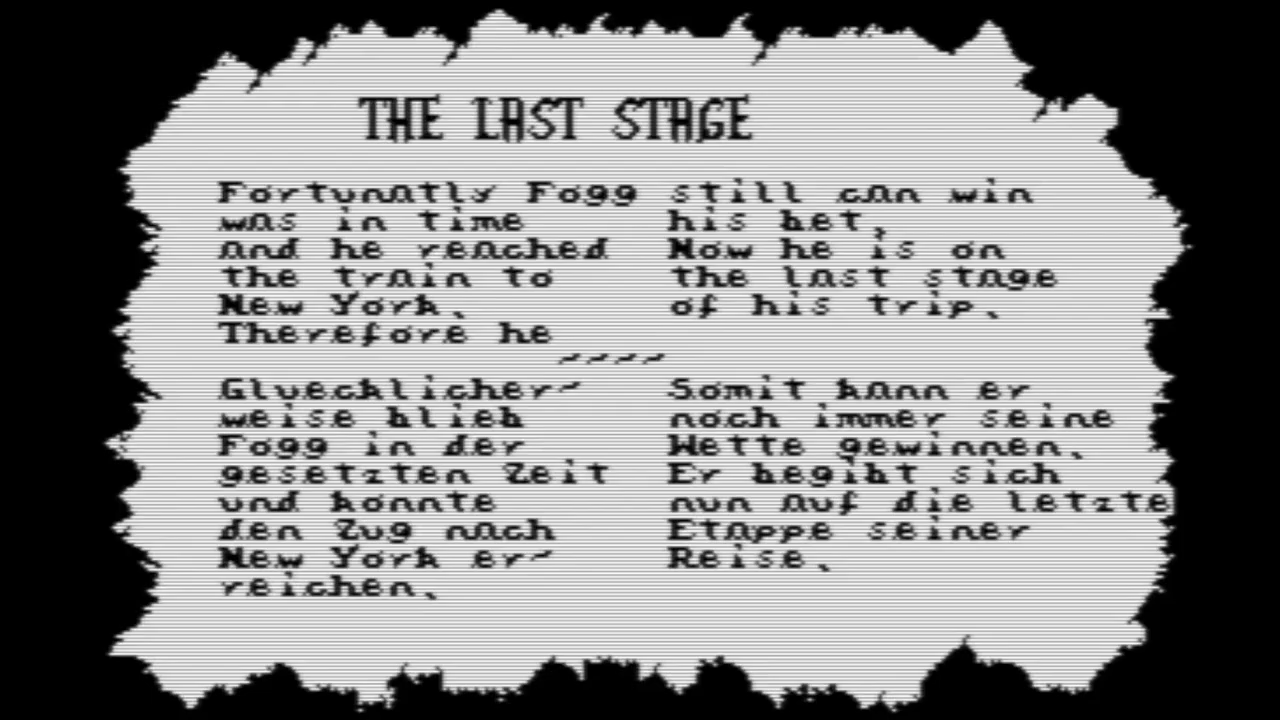 THE LAST STAGE
Fortunatly Fogg
was in time
and he reached
the train to
New York.
Therefore he
still can win
his bet.
Now he is on
the last stage
of his trip.
----
Gluecklicher-
weise blieb
Fogg in der
gesetzten Zeit
und konnte
den Zug nach
New York er-
reichen.
Somit kann er
noch immer seine
Wette gewinnen.
Er begibt sich
nun auf die letzte
Etappe seiner
Reise.